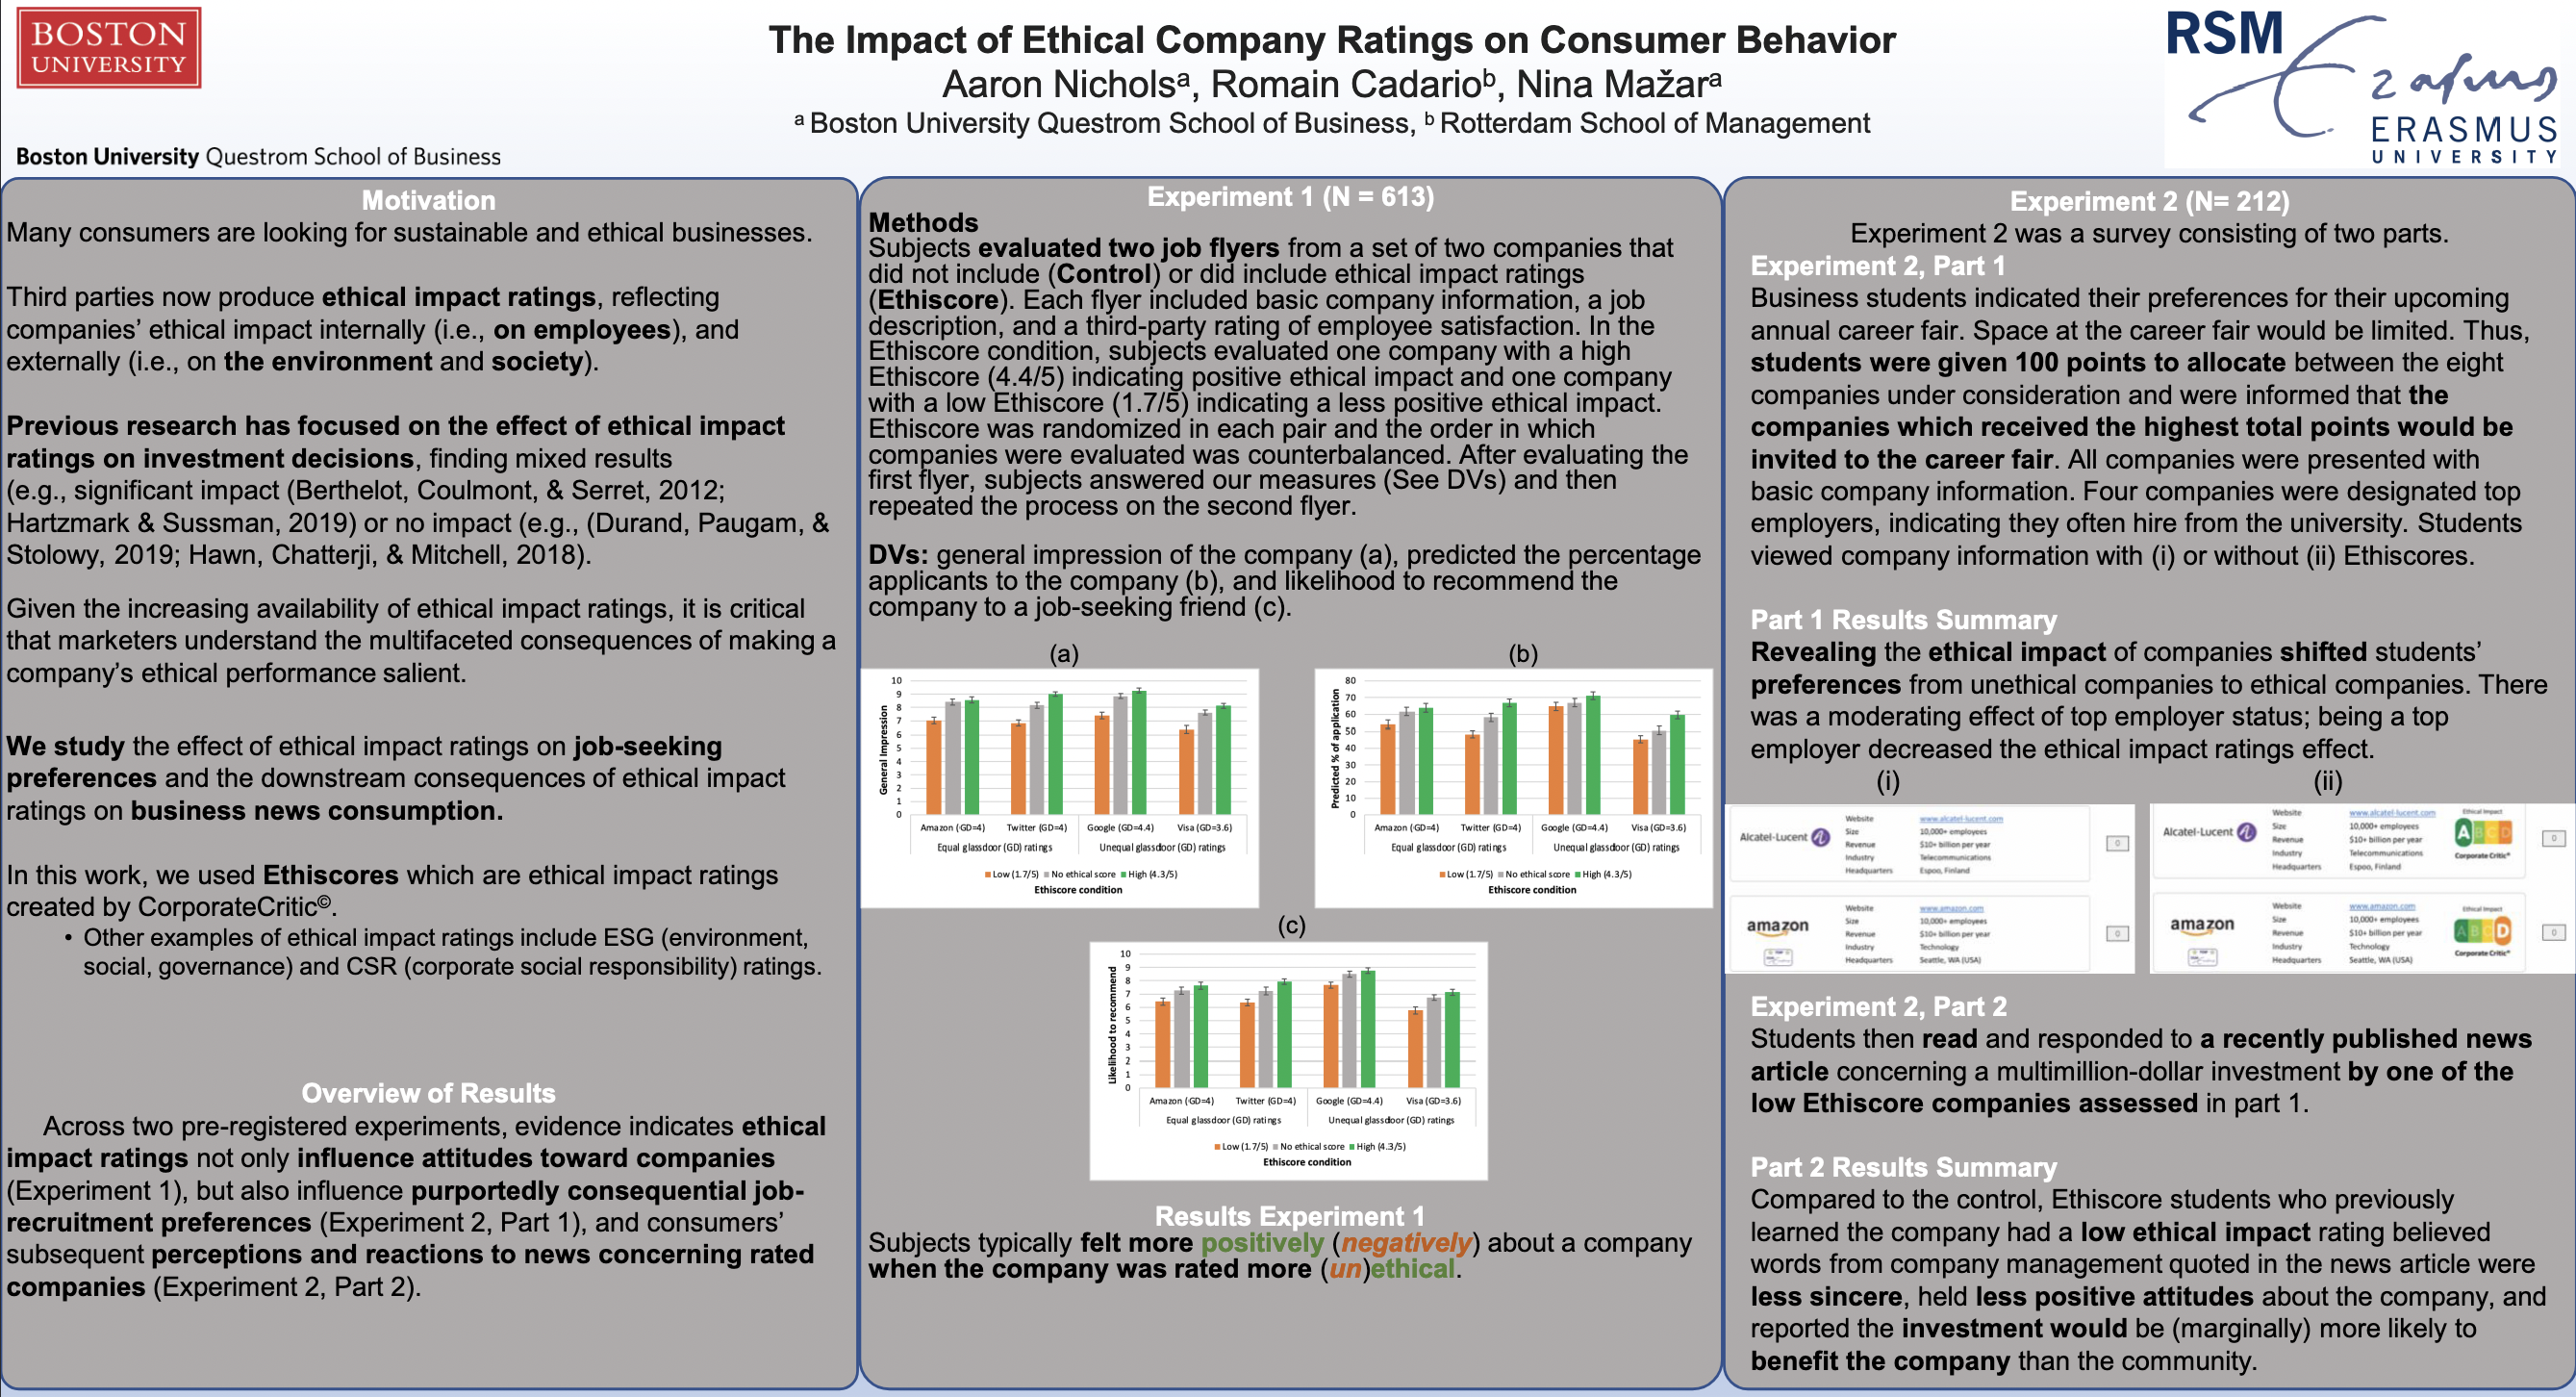 BOSTON
UNIVERSITY
Boston University Questrom School of Business
The Impact of Ethical Company Ratings on Consumer Behavior
Aaron Nicholsᵃ, Romain Cadarioᵇ, Nina Mažarᵃ
ᵃ Boston University Questrom School of Business, ᵇ Rotterdam School of Management
RSM
Erasmus
ERASMUS
UNIVERSITY
Motivation
Many consumers are looking for sustainable and ethical businesses.
Third parties now produce ethical impact ratings, reflecting
companies' ethical impact internally (i.e., on employees), and
externally (i.e., on the environment and society).
Previous research has focused on the effect of ethical impact
ratings on investment decisions, finding mixed results
(e.g., significant impact (Berthelot, Coulmont, & Serret, 2012;
Hartzmark & Sussman, 2019) or no impact (e.g., (Durand, Paugam, &
Stolowy, 2019; Hawn, Chatterji, & Mitchell, 2018).
Given the increasing availability of ethical impact ratings, it is critical
that marketers understand the multifaceted consequences of making a
company's ethical performance salient.
We study the effect of ethical impact ratings on job-seeking
preferences and the downstream consequences of ethical impact
ratings on business news consumption.
In this work, we used Ethiscores which are ethical impact ratings
created by CorporateCritic©.
• Other examples of ethical impact ratings include ESG (environment,
social, governance) and CSR (corporate social responsibility) ratings.
Overview of Results
Across two pre-registered experiments, evidence indicates ethical
impact ratings not only influence attitudes toward companies
(Experiment 1), but also influence purportedly consequential job-
recruitment preferences (Experiment 2, Part 1), and consumers'
subsequent perceptions and reactions to news concerning rated
companies (Experiment 2, Part 2).
Experiment 1 (N = 613)
Methods
Subjects evaluated two job flyers from a set of two companies that
did not include (Control) or did include ethical impact ratings
(Ethiscore). Each flyer included basic company information, a job
description, and a third-party rating of employee satisfaction. In the
Ethiscore condition, subjects evaluated one company with a high
Ethiscore (4.4/5) indicating positive ethical impact and one company
with a low Ethiscore (1.7/5) indicating a less positive ethical impact.
Ethiscore was randomized in each pair and the order in which
companies were evaluated was counterbalanced. After evaluating the
first flyer, subjects answered our measures (See DVs) and then
repeated the process on the second flyer.
DVs: general impression of the company (a), predicted the percentage
applicants to the company (b), and likelihood to recommend the
company to a job-seeking friend (c).
(a)
General Impression
10
9
8
7
6
5
4
3
2
1
0
Amazon (GD=4) Twitter (GD=4) Google (GD=4.4) Visa (GD=3.6)
Equal glassdoor (GD) ratings Unequal glassdoor (GD) ratings
Low (1.7/5) No ethical score High (4.3/5)
Ethiscore condition
(b)
Predicted % of application
80
70
60
50
40
30
20
10
0
Amazon (GD=4) Twitter (GD=4) Google (GD=4.4) Visa (GD=3.6)
Equal glassdoor (GD) ratings Unequal glassdoor (GD) ratings
Low (1.7/5) No ethical score High (4.3/5)
Ethiscore condition
(c)
Likelihood to recommend
10
9
8
7
6
5
4
3
2
1
0
Amazon (GD=4) Twitter (GD=4) Google (GD=4.4) Visa (GD=3.6)
Equal glassdoor (GD) ratings Unequal glassdoor (GD) ratings
Low (1.7/5) No ethical score High (4.3/5)
Ethiscore condition
Results Experiment 1
Subjects typically felt more positively (negatively) about a company
when the company was rated more (un)ethical.
Experiment 2 (N= 212)
Experiment 2 was a survey consisting of two parts.
Experiment 2, Part 1
Business students indicated their preferences for their upcoming
annual career fair. Space at the career fair would be limited. Thus,
students were given 100 points to allocate between the eight
companies under consideration and were informed that the
companies which received the highest total points would be
invited to the career fair. All companies were presented with
basic company information. Four companies were designated top
employers, indicating they often hire from the university. Students
viewed company information with (i) or without (ii) Ethiscores.
Part 1 Results Summary
Revealing the ethical impact of companies shifted students'
preferences from unethical companies to ethical companies. There
was a moderating effect of top employer status; being a top
employer decreased the ethical impact ratings effect.
(i)
Alcatel-Lucent
Website www.alcatel-lucent.com
Size 10,000+ employees
Revenue $10+ billion per year
Industry Telecommunications
Headquarters Espoo, Finland
0
amazon
Website www.amazon.com
Size 10,000+ employees
Revenue $10+ billion per year
Industry Technology
Headquarters Seattle, WA (USA)
0
(ii)
Alcatel-Lucent
Website www.alcatel-lucent.com
Size 10,000+ employees
Revenue $10+ billion per year
Industry Telecommunications
Headquarters Espoo, Finland
Ethical Impact
A B C D
Corporate Critic®
0
amazon
Website www.amazon.com
Size 10,000+ employees
Revenue $10+ billion per year
Industry Technology
Headquarters Seattle, WA (USA)
Ethical Impact
A B C D
Corporate Critic®
0
Experiment 2, Part 2
Students then read and responded to a recently published news
article concerning a multimillion-dollar investment by one of the
low Ethiscore companies assessed in part 1.
Part 2 Results Summary
Compared to the control, Ethiscore students who previously
learned the company had a low ethical impact rating believed
words from company management quoted in the news article were
less sincere, held less positive attitudes about the company, and
reported the investment would be (marginally) more likely to
benefit the company than the community.